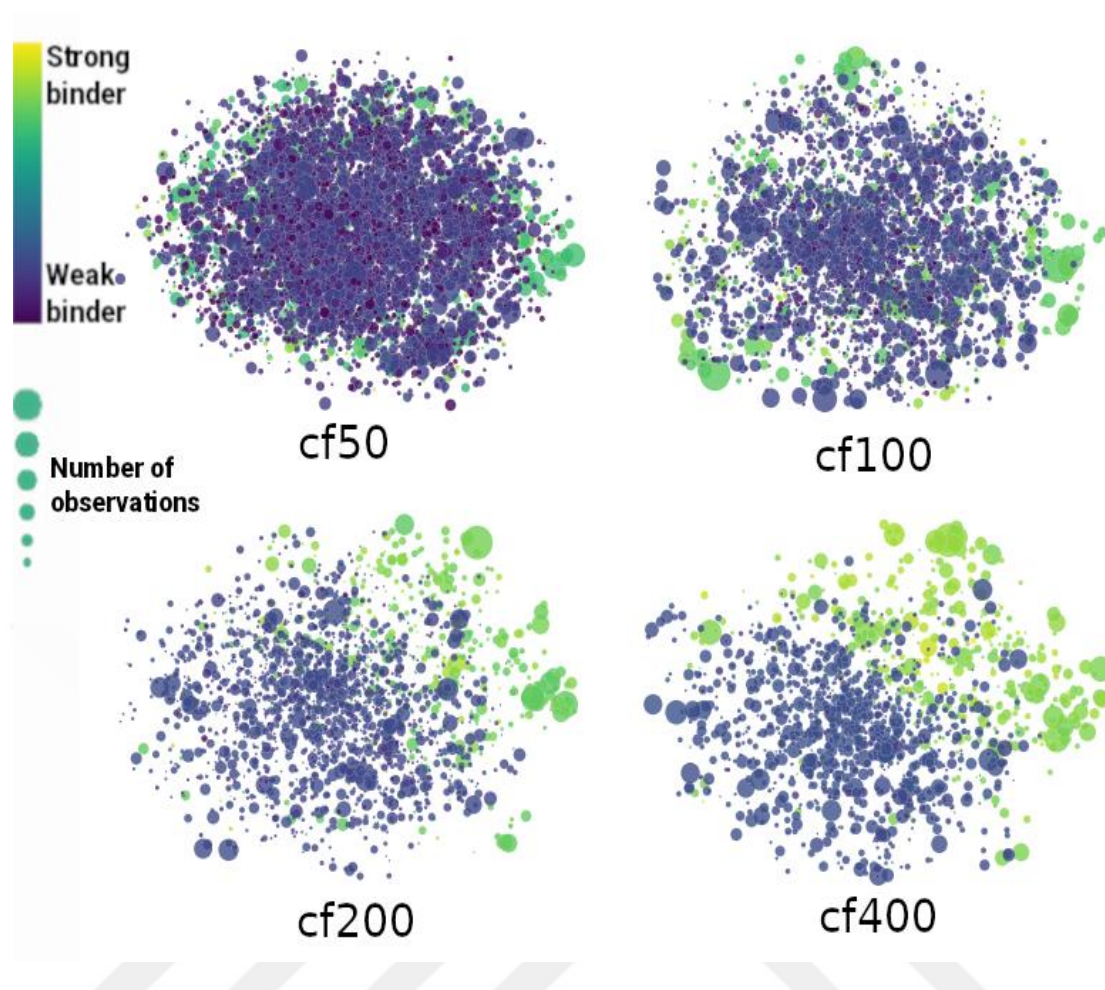 Strong
binder
Weak
binder
cf50
cf100
Number of
observations
cf200
cf400